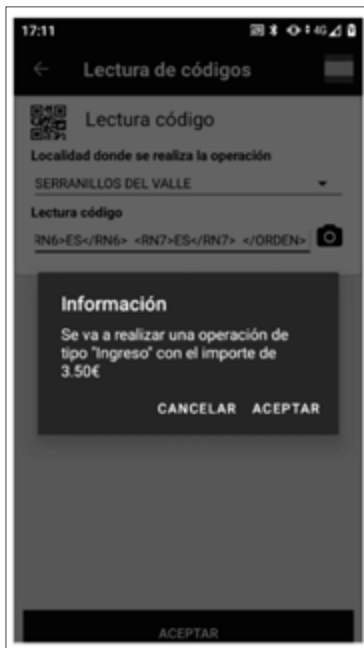 17:11
4G
Lectura de códigos
Lectura código
Localidad donde se realiza la operación
SERRANILLOS DEL VALLE
Lectura código
RN6>ES</RN6> <RN7>ES</RN7> </ORDEN>
Información
Se va a realizar una operación de
tipo "Ingreso" con el importe de
3.50€
CANCELAR ACEPTAR
ACEPTAR